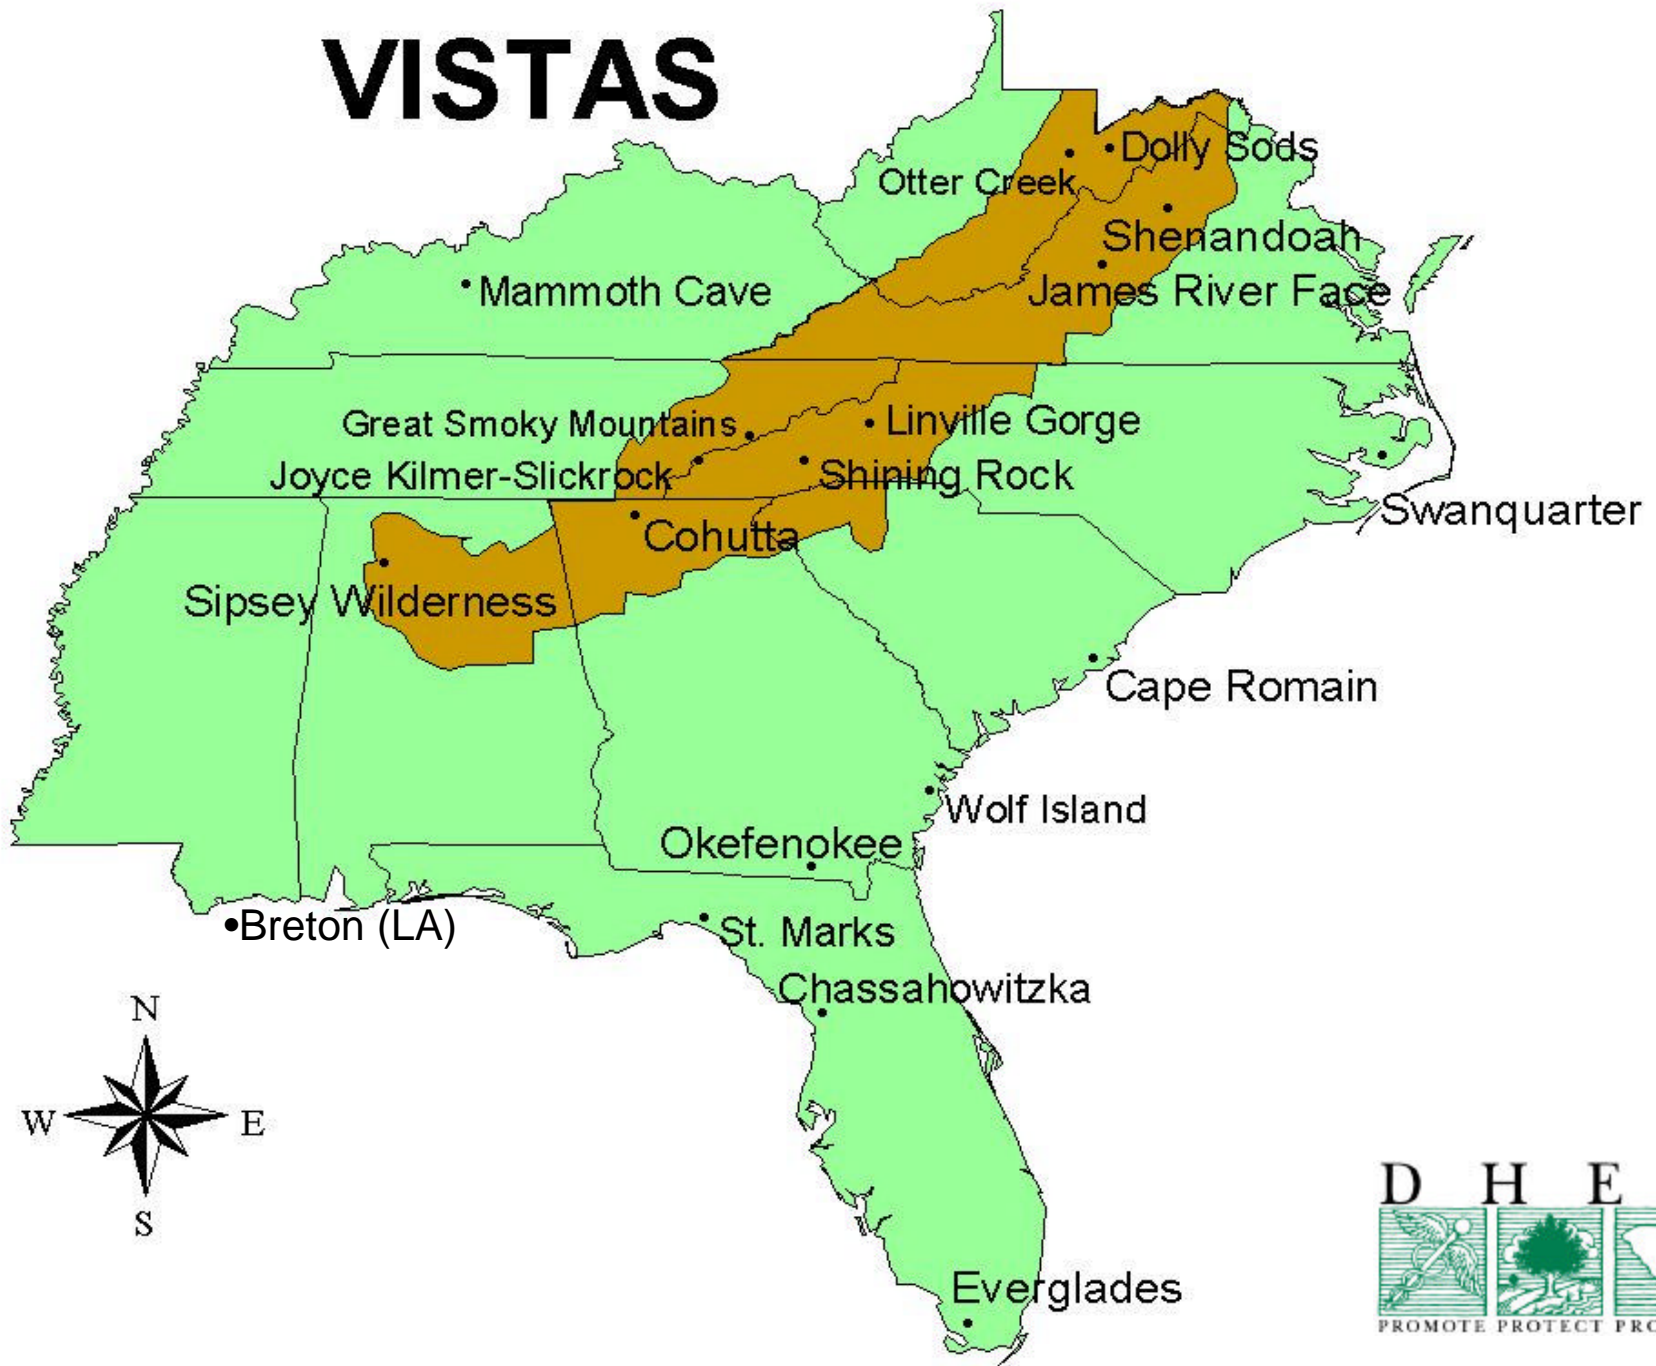 VISTAS
Dolly Sods
Otter Creek
Shenandoah
James River Face
Mammoth Cave
Great Smoky Mountains
Linville Gorge
Joyce Kilmer-Slickrock
Shining Rock
Swanquarter
Cohutta
Sipsey Wilderness
Cape Romain
Wolf Island
Okefenokee
•Breton (LA)
St. Marks
Chassahowitzka
N
W E
S
D H E
Everglades
PROMOTE PROTECT PRO